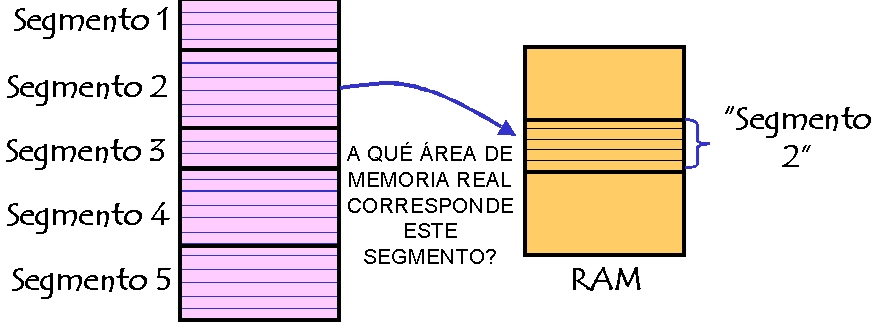 Segmento 1
Segmento 2
Segmento 3
Segmento 4
Segmento 5
A QUÉ ÁREA DE
MEMORIA REAL
CORRESPONDE
ESTE
SEGMENTO?
"Segmento
2"
RAM